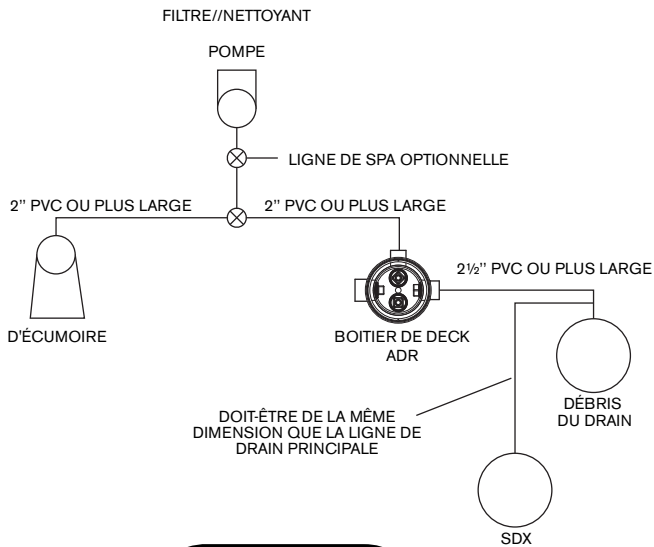 FILTRE//NETTOYANT
POMPE
LIGNE DE SPA OPTIONNELLE
2" PVC OU PLUS LARGE
2" PVC OU PLUS LARGE
2½" PVC OU PLUS LARGE
D'ÉCUMOIRE
BOITIER DE DECK
ADR
DÉBRIS
DU DRAIN
DOIT-ÊTRE DE LA MÊME
DIMENSION QUE LA LIGNE DE
DRAIN PRINCIPALE
SDX